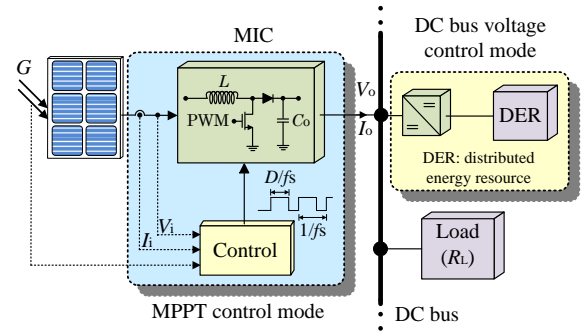 MIC
DC bus voltage
control mode
G
L
PWM
Co
Vo
Io
DER
DER: distributed
energy resource
D/fs
1/fs
Vi
Ii
Control
Load
(RL)
MPPT control mode
DC bus